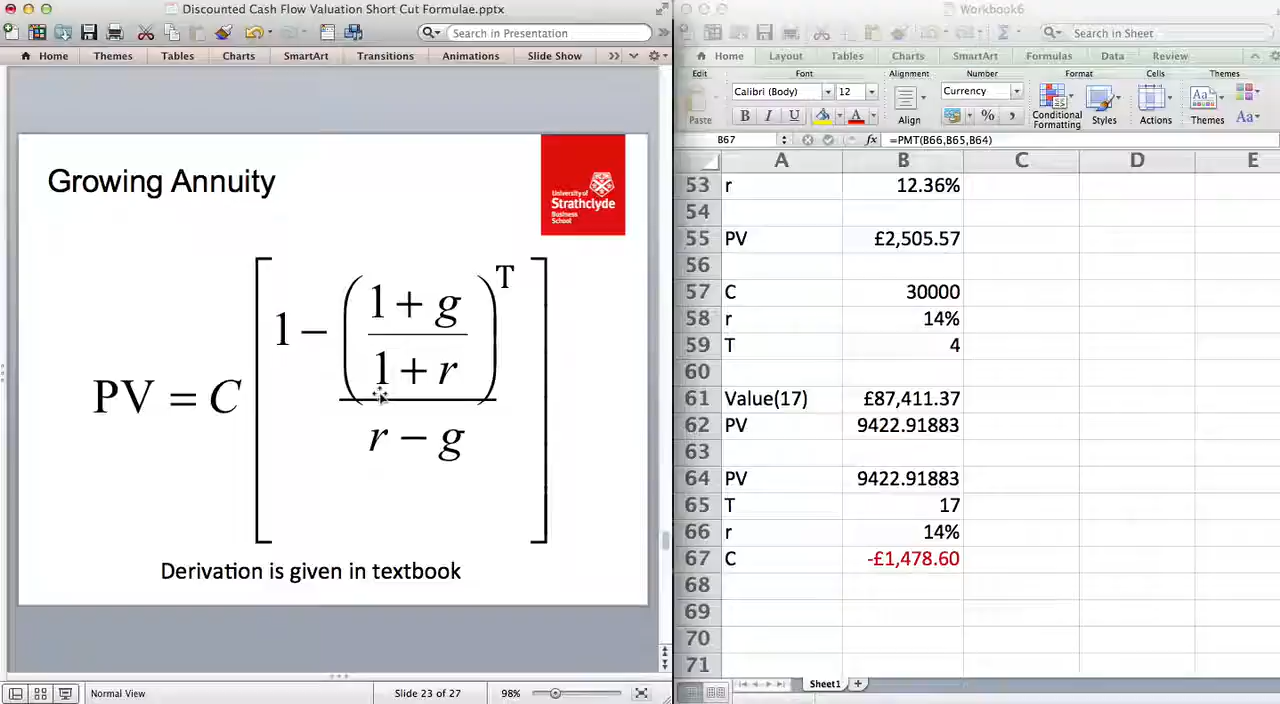 Discounted Cash Flow Valuation Short Cut Formulae.pptx
Search in Presentation
Home Themes Tables Charts SmartArt Transitions Animations Slide Show
Growing Annuity
University of
Strathclyde
Business
School
PV = C [ 1 − ( 1 + g / 1 + r ) T / r − g ]
Derivation is given in textbook
Normal View Slide 23 of 27 98%
Workbook6
Search in Sheet
Home Layout Tables Charts SmartArt Formulas Data Review
Edit Font Alignment Number Format Cells Themes
Calibri (Body) 12 Currency
Paste B I U A Align % , Conditional Formatting Styles Actions Themes Aa
B67 fx =PMT(B66,B65,B64)
A B C D E
53 r 12.36%
54
55 PV £2,505.57
56
57 C 30000
58 r 14%
59 T 4
60
61 Value(17) £87,411.37
62 PV 9422.91883
63
64 PV 9422.91883
65 T 17
66 r 14%
67 C -£1,478.60
68
69
70
71
Sheet1